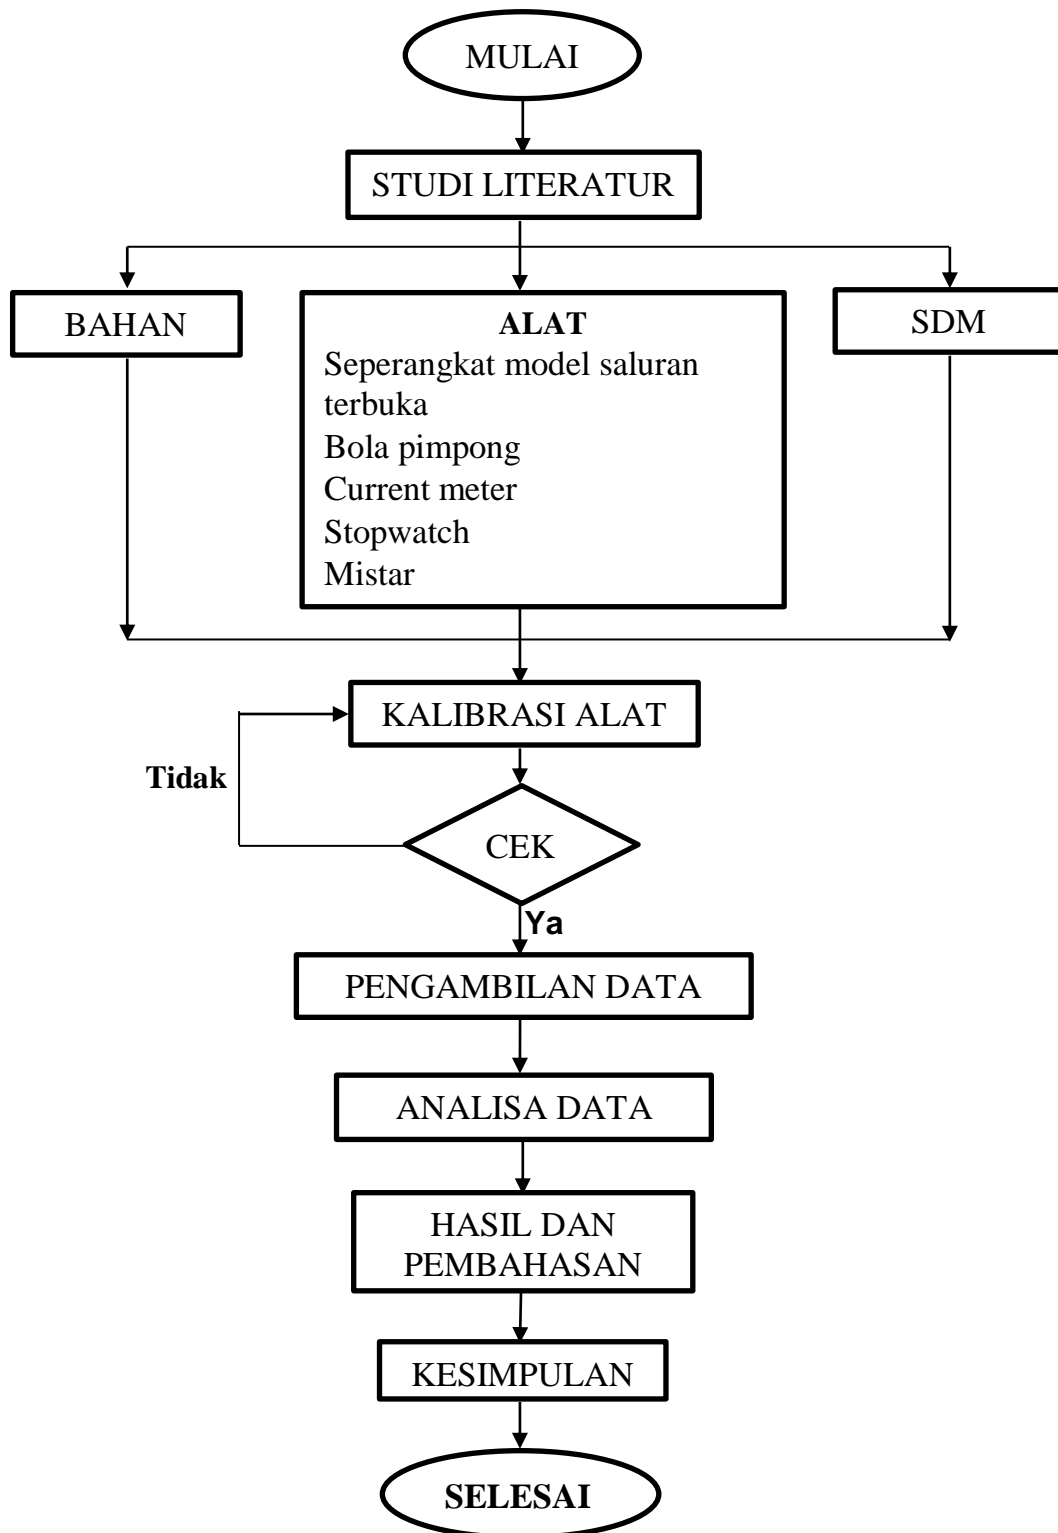 MULAI
STUDI LITERATUR
BAHAN
ALAT
Seperangkat model saluran
terbuka
Bola pimpong
Current meter
Stopwatch
Mistar
SDM
KALIBRASI ALAT
Tidak
CEK
Ya
PENGAMBILAN DATA
ANALISA DATA
HASIL DAN
PEMBAHASAN
KESIMPULAN
SELESAI